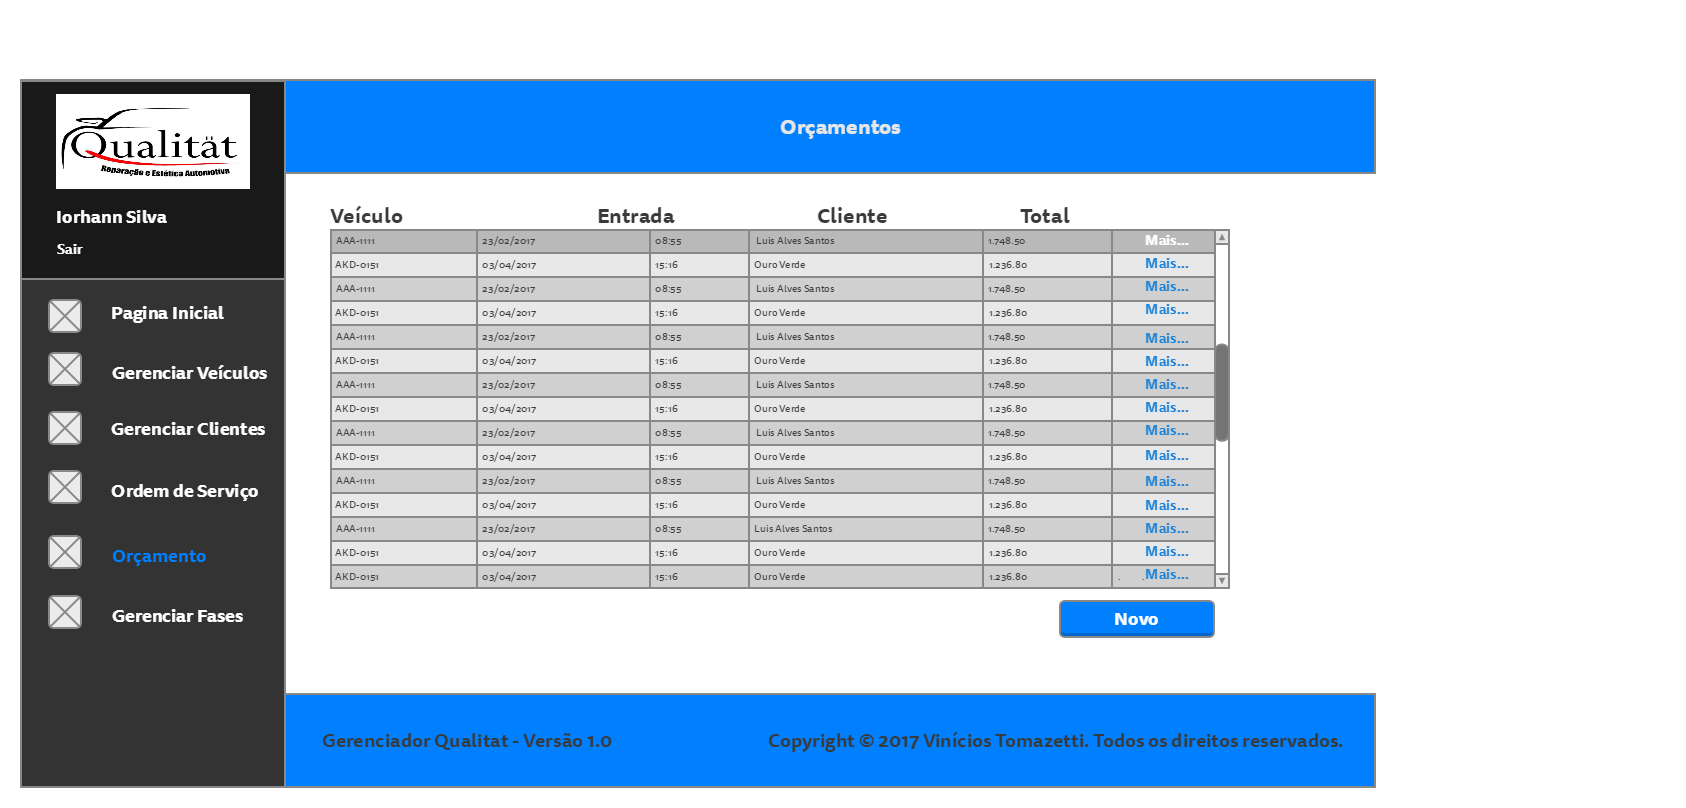 Qualität
Reparação e Estética Automotiva
Iorhann Silva
Sair
Pagina Inicial
Gerenciar Veículos
Gerenciar Clientes
Ordem de Serviço
Orçamento
Gerenciar Fases
Orçamentos
Veículo Entrada Cliente Total
AAA-1111 23/02/2017 08:55 Luis Alves Santos 1.748.50 Mais...
AKD-0151 03/04/2017 15:16 Ouro Verde 1.236.80 Mais...
AAA-1111 23/02/2017 08:55 Luis Alves Santos 1.748.50 Mais...
AKD-0151 03/04/2017 15:16 Ouro Verde 1.236.80 Mais...
AAA-1111 23/02/2017 08:55 Luis Alves Santos 1.748.50 Mais...
AKD-0151 03/04/2017 15:16 Ouro Verde 1.236.80 Mais...
AAA-1111 23/02/2017 08:55 Luis Alves Santos 1.748.50 Mais...
AKD-0151 03/04/2017 15:16 Ouro Verde 1.236.80 Mais...
AAA-1111 23/02/2017 08:55 Luis Alves Santos 1.748.50 Mais...
AKD-0151 03/04/2017 15:16 Ouro Verde 1.236.80 Mais...
AAA-1111 23/02/2017 08:55 Luis Alves Santos 1.748.50 Mais...
AKD-0151 03/04/2017 15:16 Ouro Verde 1.236.80 Mais...
AAA-1111 23/02/2017 08:55 Luis Alves Santos 1.748.50 Mais...
AKD-0151 03/04/2017 15:16 Ouro Verde 1.236.80 Mais...
AKD-0151 03/04/2017 15:16 Ouro Verde 1.236.80 . .Mais...
Novo
Gerenciador Qualitat - Versão 1.0 Copyright © 2017 Vinícios Tomazetti. Todos os direitos reservados.